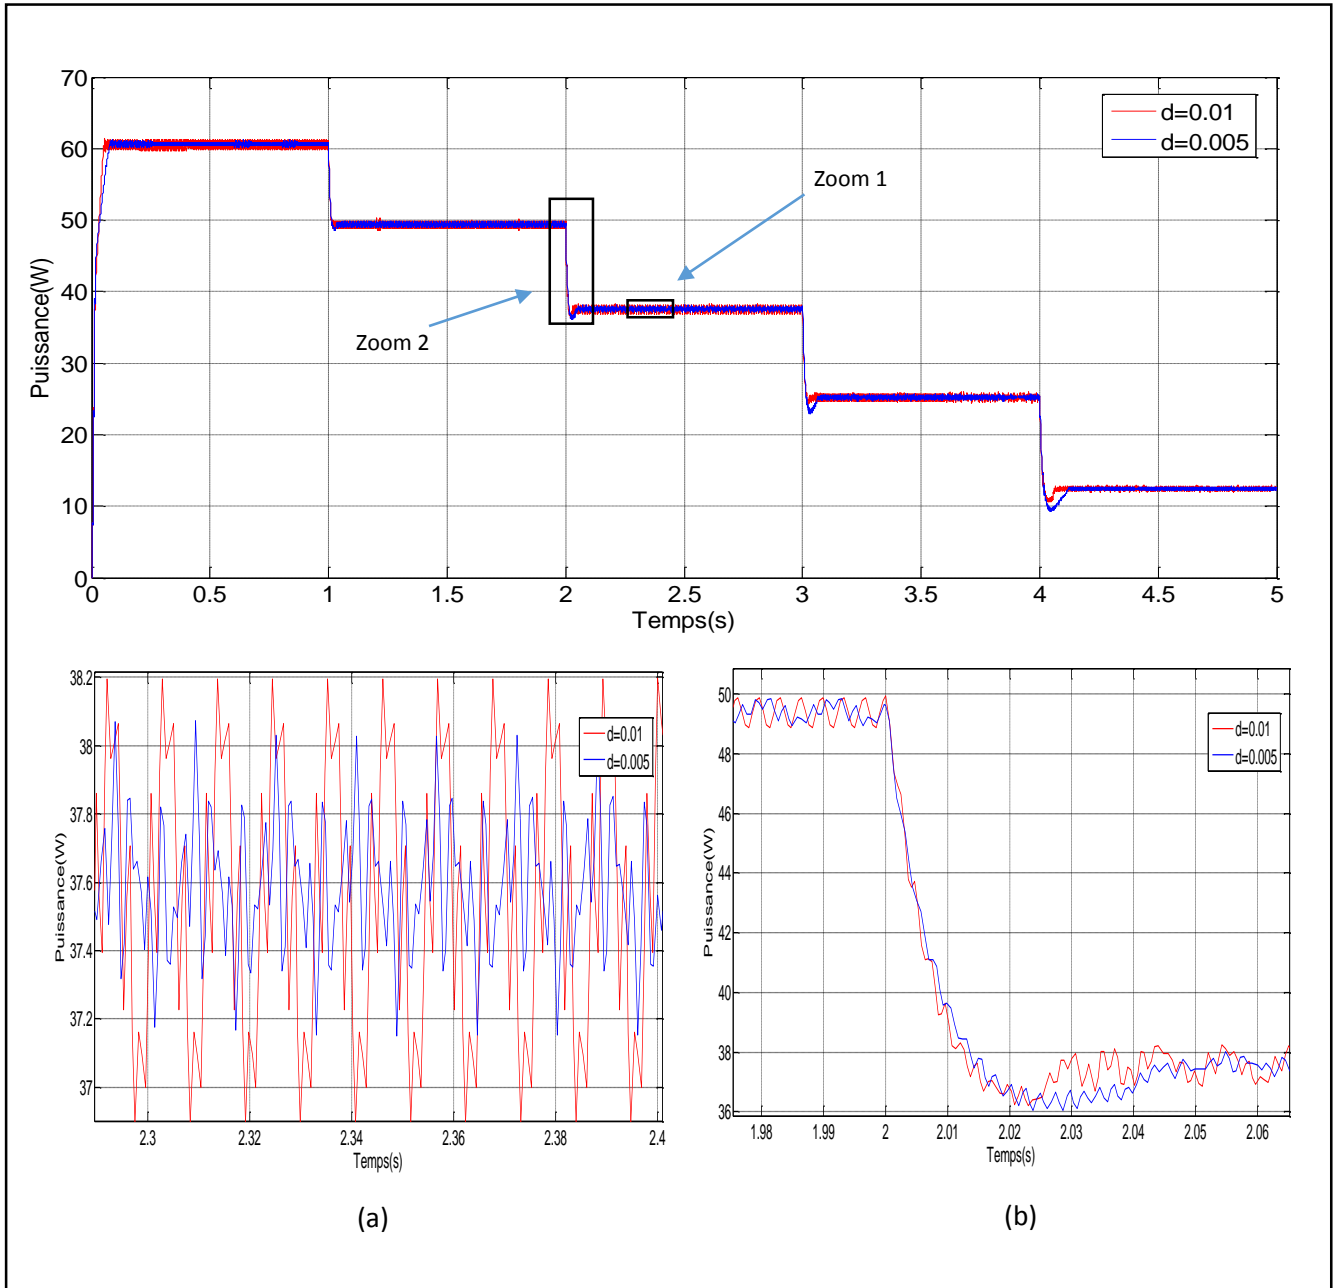 70
60
50
40
30
20
10
0
Puissance(W)
0 0.5 1 1.5 2 2.5 3 3.5 4 4.5 5
Temps(s)
d=0.01
d=0.005
Zoom 1
Zoom 2
38.2
38
37.8
37.6
37.4
37.2
37
Puissance(W)
2.3 2.32 2.34 2.36 2.38 2.4
Temps(s)
d=0.01
d=0.005
(a)
50
48
46
44
42
40
38
36
Puissance(W)
1.98 1.99 2 2.01 2.02 2.03 2.04 2.05 2.06
Temps(s)
d=0.01
d=0.005
(b)